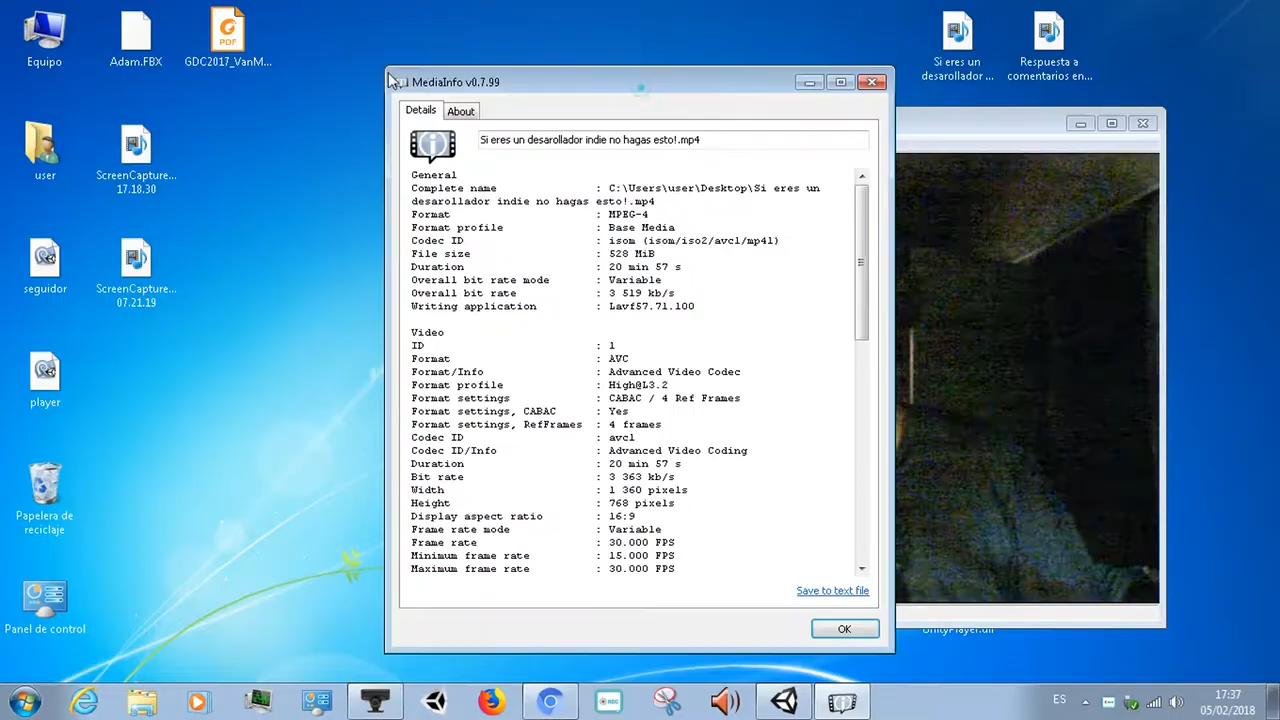 Equipo
Adam.FBX
PDF
GDC2017_VanM...
Si eres un
desarollador ...
Respuesta a
comentarios en...
user
ScreenCapture...
17.18.30
seguidor
ScreenCapture...
07.21.19
player
Papelera de
reciclaje
Panel de control
MediaInfo v0.7.99
Details
About
Si eres un desarollador indie no hagas esto!.mp4
General
Complete name : C:\Users\user\Desktop\Si eres un
desarollador indie no hagas esto!.mp4
Format : MPEG-4
Format profile : Base Media
Codec ID : isom (isom/iso2/avc1/mp41)
File size : 528 MiB
Duration : 20 min 57 s
Overall bit rate mode : Variable
Overall bit rate : 3 519 kb/s
Writing application : Lavf57.71.100
Video
ID : 1
Format : AVC
Format/Info : Advanced Video Codec
Format profile : High@L3.2
Format settings : CABAC / 4 Ref Frames
Format settings, CABAC : Yes
Format settings, RefFrames : 4 frames
Codec ID : avc1
Codec ID/Info : Advanced Video Coding
Duration : 20 min 57 s
Bit rate : 3 363 kb/s
Width : 1 360 pixels
Height : 768 pixels
Display aspect ratio : 16:9
Frame rate mode : Variable
Frame rate : 30.000 FPS
Minimum frame rate : 15.000 FPS
Maximum frame rate : 30.000 FPS
Save to text file
OK
UnityPlayer.dll
REC
ES
17:37
05/02/2018